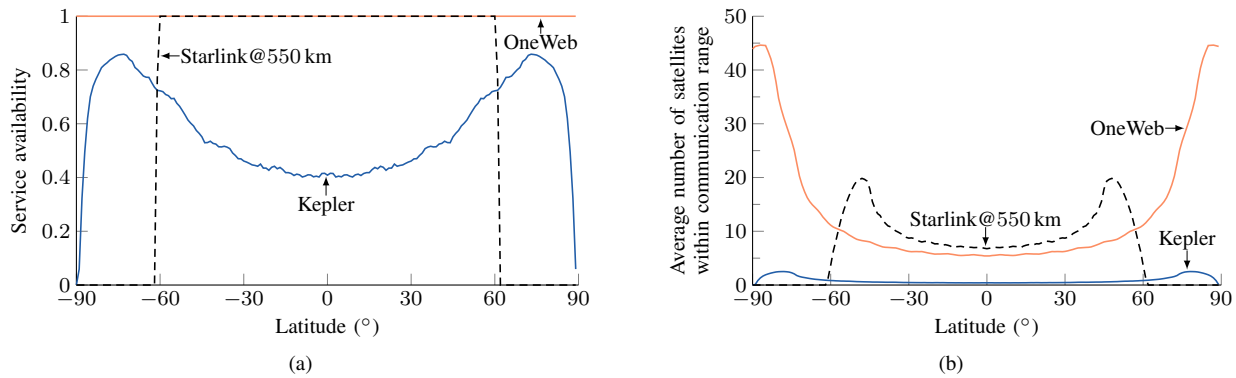 Service availability
1
0.8
0.6
0.4
0.2
0
OneWeb
Starlink@550 km
Kepler
−90
−60
−30
0
30
60
90
Latitude (°)
(a)
Average number of satellites
within communication range
50
40
30
20
10
0
OneWeb
Starlink@550 km
Kepler
−90
−60
−30
0
30
60
90
Latitude (°)
(b)